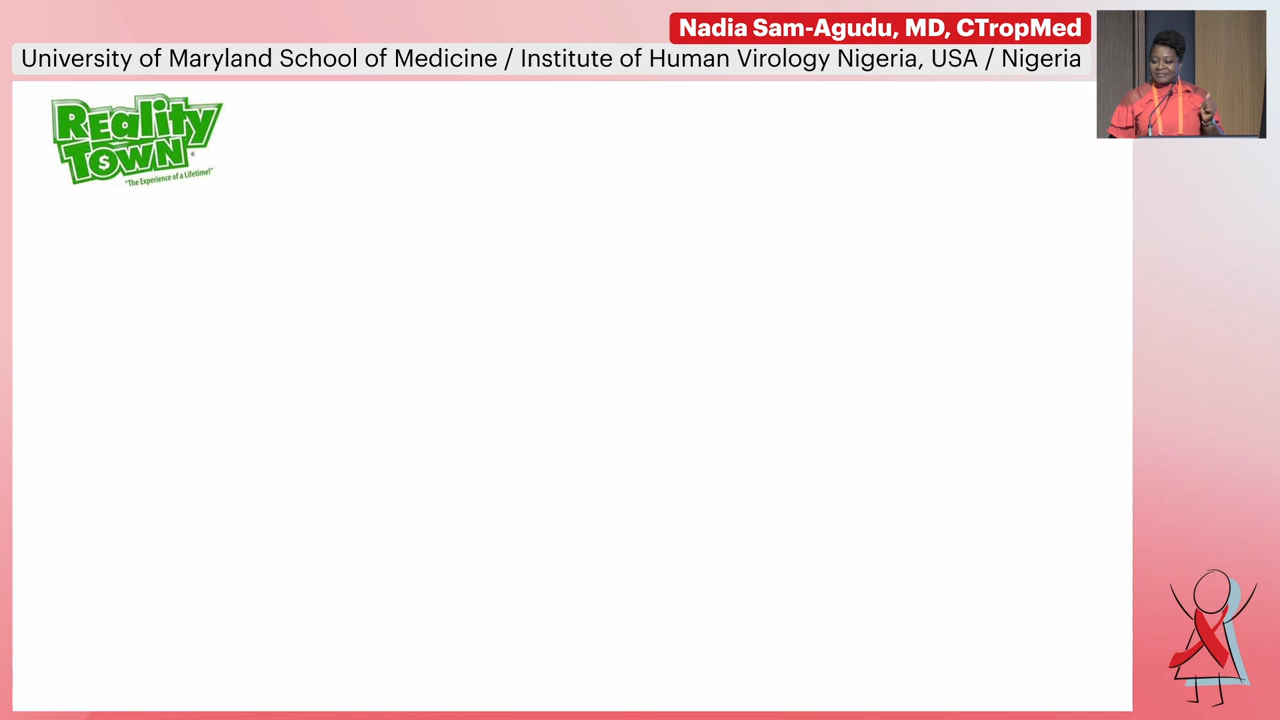 Nadia Sam-Agudu, MD, CTropMed
University of Maryland School of Medicine / Institute of Human Virology Nigeria, USA / Nigeria
REality
TOWN
"The Experience of a Lifetime!"